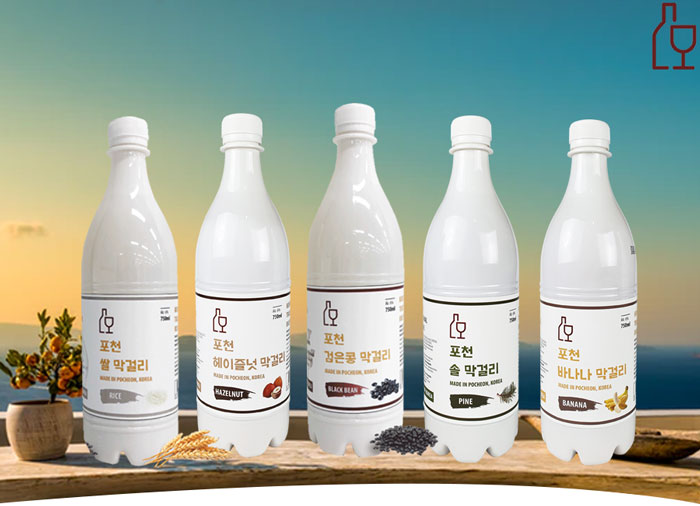 750ml
포천
쌀 막걸리
MADE IN POCHEON, KOREA
RICE
750ml
포천
헤이즐넛 막걸리
MADE IN POCHEON, KOREA
HAZELNUT
750ml
포천
검은콩 막걸리
MADE IN POCHEON, KOREA
BLACK BEAN
750ml
포천
솔 막걸리
MADE IN POCHEON, KOREA
PINE
750ml
포천
바나나 막걸리
MADE IN POCHEON, KOREA
BANANA